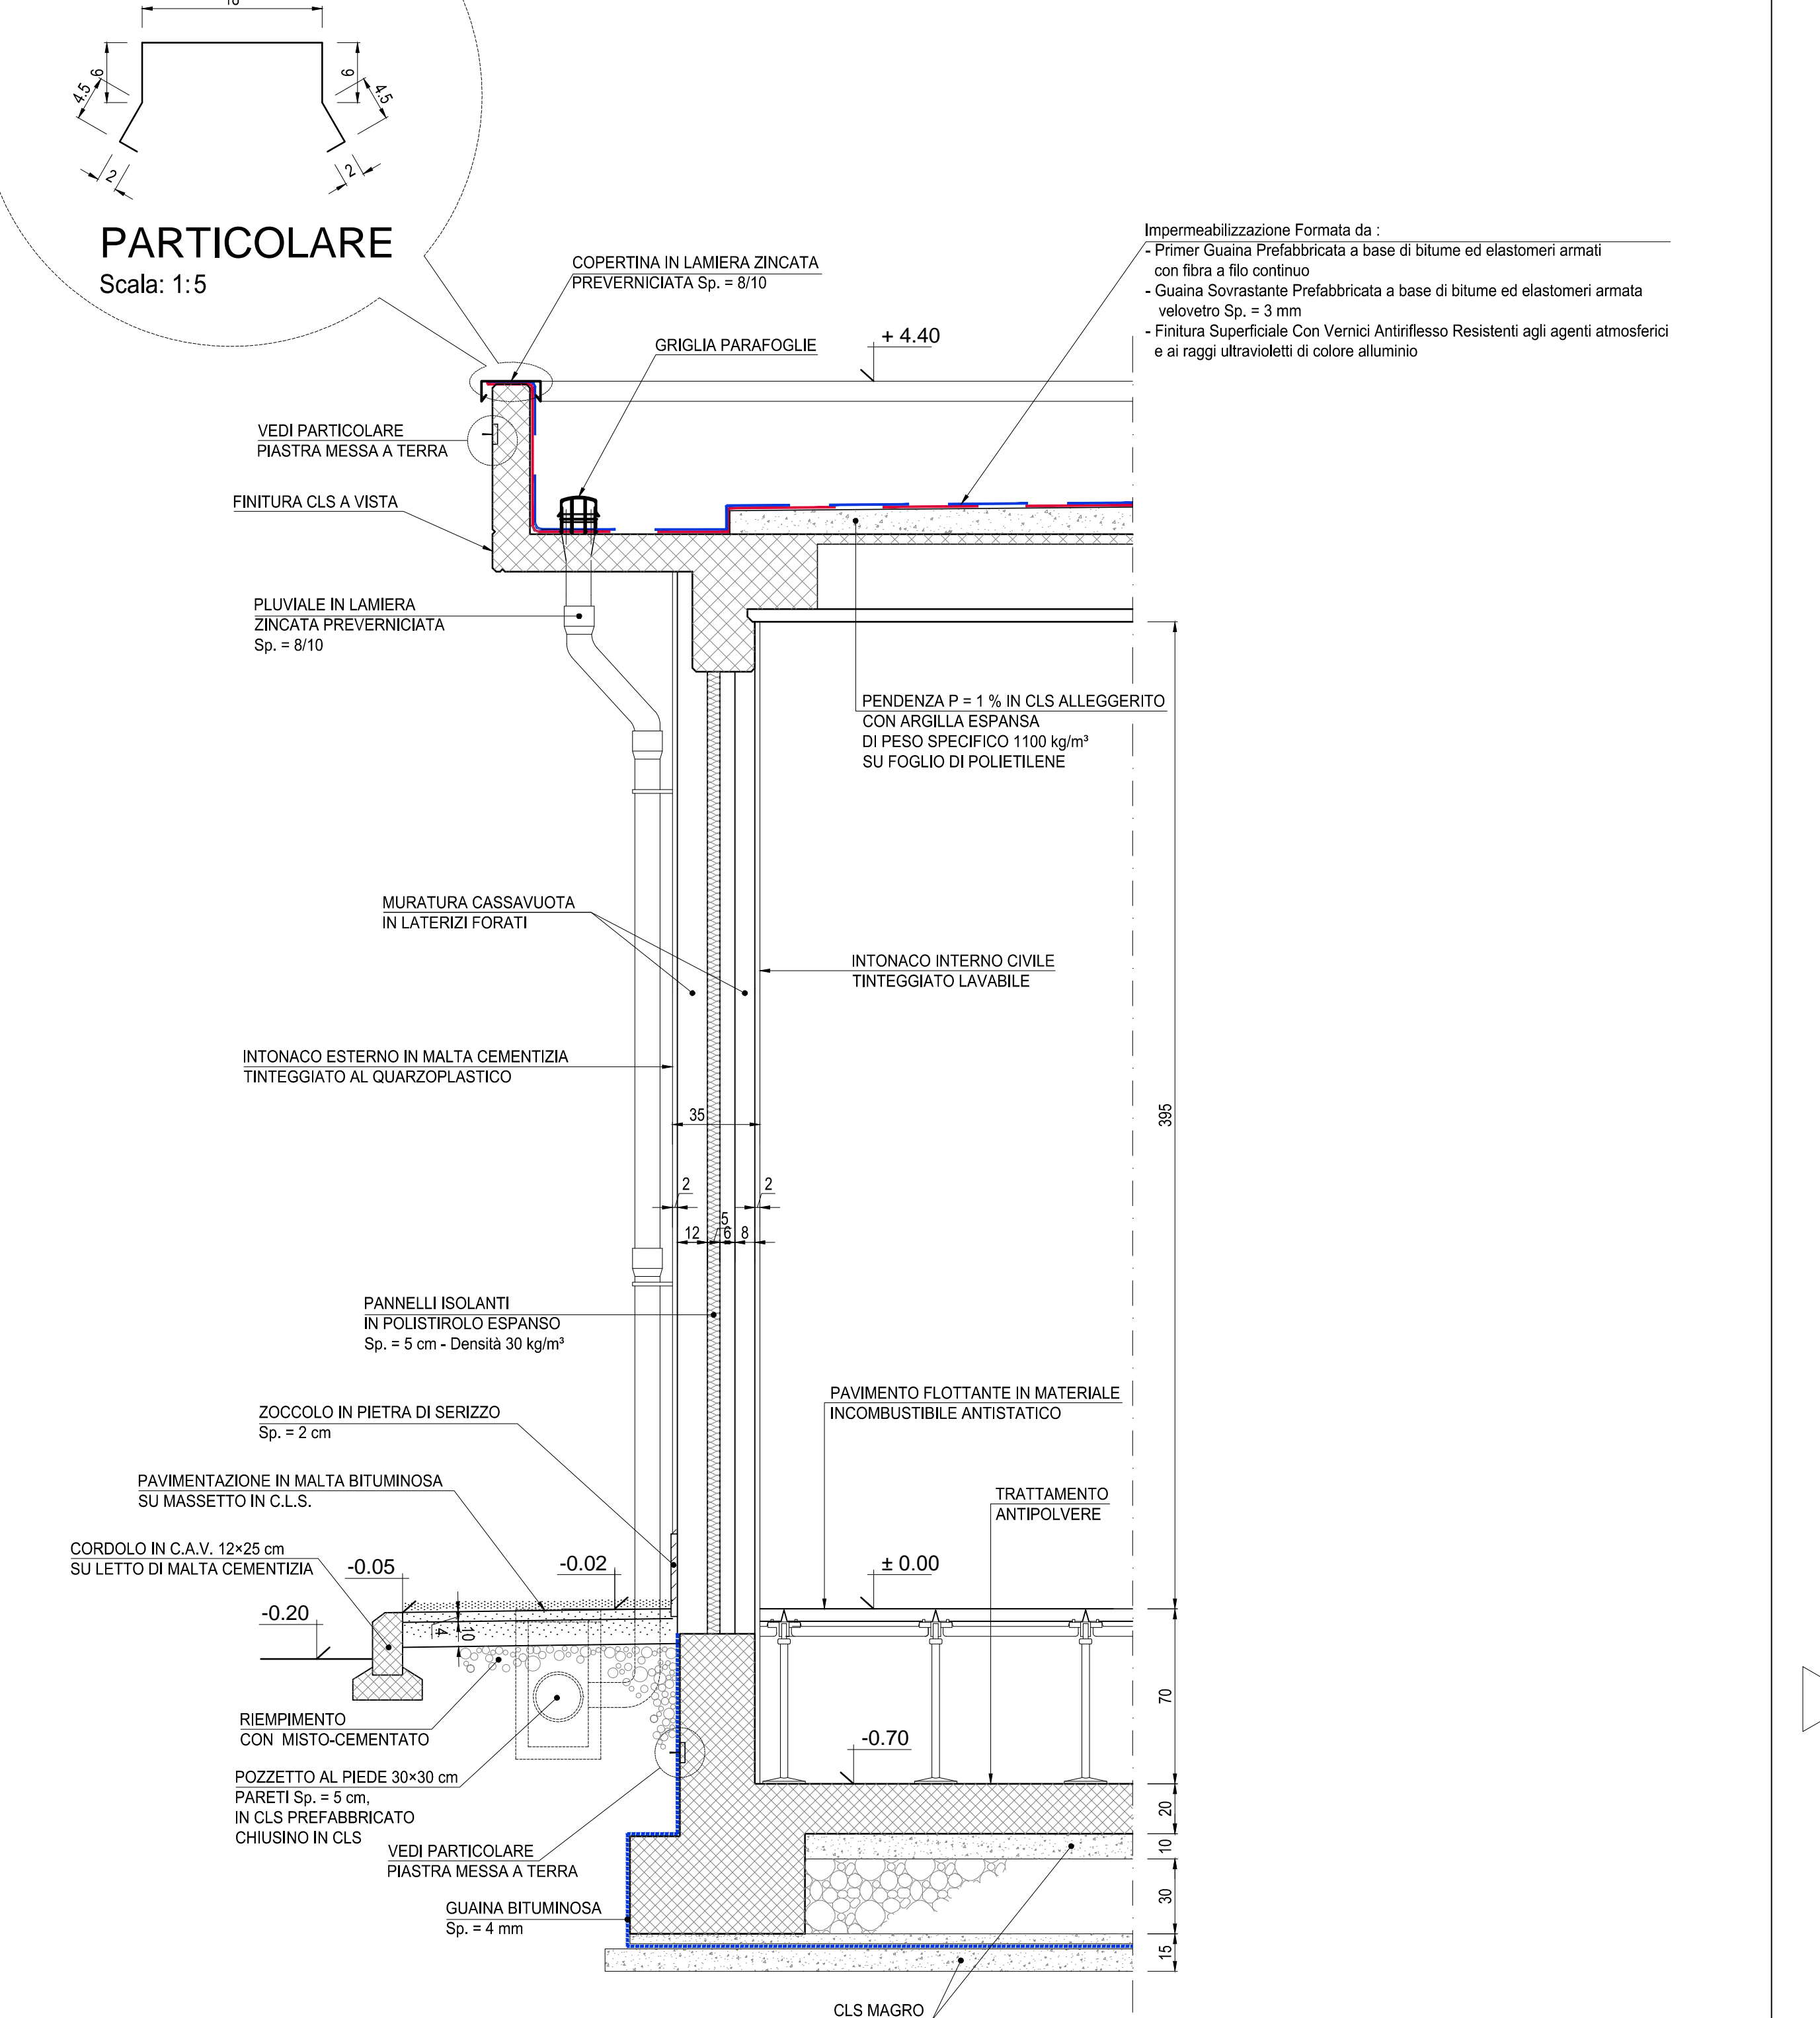 6
6
4.5
4.5
2
2
PARTICOLARE
Scala: 1:5
Impermeabilizzazione Formata da :
- Primer Guaina Prefabbricata a base di bitume ed elastomeri armati
con fibra a filo continuo
- Guaina Sovrastante Prefabbricata a base di bitume ed elastomeri armata
velovetro Sp. = 3 mm
- Finitura Superficiale Con Vernici Antiriflesso Resistenti agli agenti atmosferici
e ai raggi ultravioletti di colore alluminio
COPERTINA IN LAMIERA ZINCATA
PREVERNICIATA Sp. = 8/10
GRIGLIA PARAFOGLIE
+ 4.40
VEDI PARTICOLARE
PIASTRA MESSA A TERRA
FINITURA CLS A VISTA
PLUVIALE IN LAMIERA
ZINCATA PREVERNICIATA
Sp. = 8/10
PENDENZA P = 1 % IN CLS ALLEGGERITO
CON ARGILLA ESPANSA
DI PESO SPECIFICO 1100 kg/m³
SU FOGLIO DI POLIETILENE
MURATURA CASSAVUOTA
IN LATERIZI FORATI
INTONACO INTERNO CIVILE
TINTEGGIATO LAVABILE
INTONACO ESTERNO IN MALTA CEMENTIZIA
TINTEGGIATO AL QUARZOPLASTICO
35
395
2
2
12
5
6
8
PANNELLI ISOLANTI
IN POLISTIROLO ESPANSO
Sp. = 5 cm - Densità 30 kg/m³
PAVIMENTO FLOTTANTE IN MATERIALE
INCOMBUSTIBILE ANTISTATICO
ZOCCOLO IN PIETRA DI SERIZZO
Sp. = 2 cm
PAVIMENTAZIONE IN MALTA BITUMINOSA
SU MASSETTO IN C.L.S.
TRATTAMENTO
ANTIPOLVERE
CORDOLO IN C.A.V. 12×25 cm
SU LETTO DI MALTA CEMENTIZIA
-0.05
-0.02
± 0.00
-0.20
4
10
70
RIEMPIMENTO
CON MISTO-CEMENTATO
-0.70
POZZETTO AL PIEDE 30×30 cm
PARETI Sp. = 5 cm,
IN CLS PREFABBRICATO
CHIUSINO IN CLS
20
10
VEDI PARTICOLARE
PIASTRA MESSA A TERRA
30
GUAINA BITUMINOSA
Sp. = 4 mm
15
CLS MAGRO